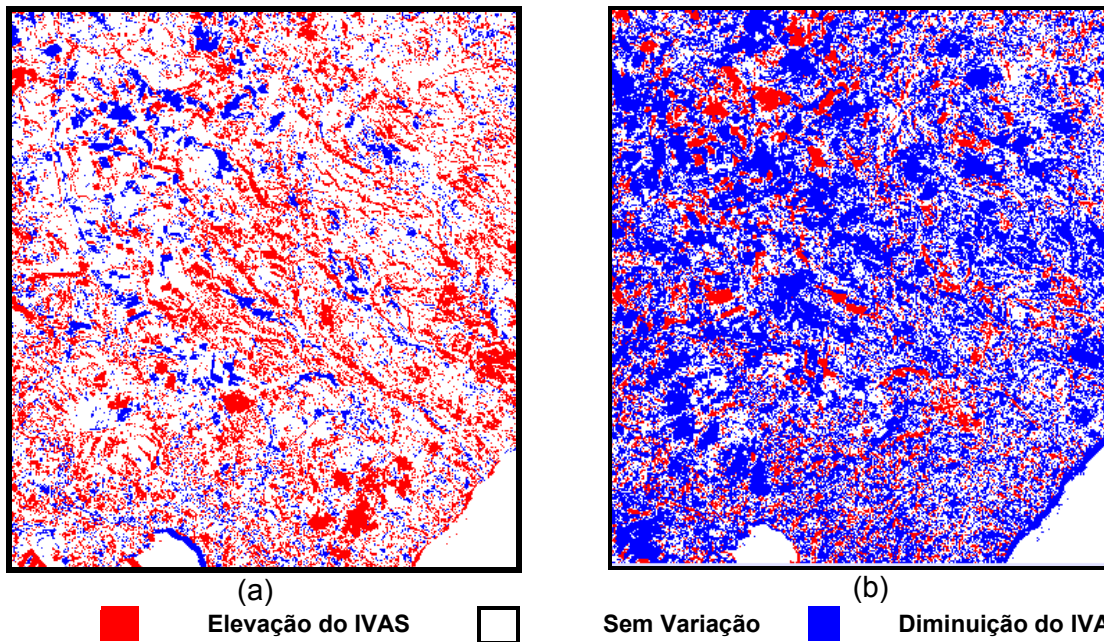 (a)
(b)
Elevação do IVAS
Sem Variação
Diminuição do IVA